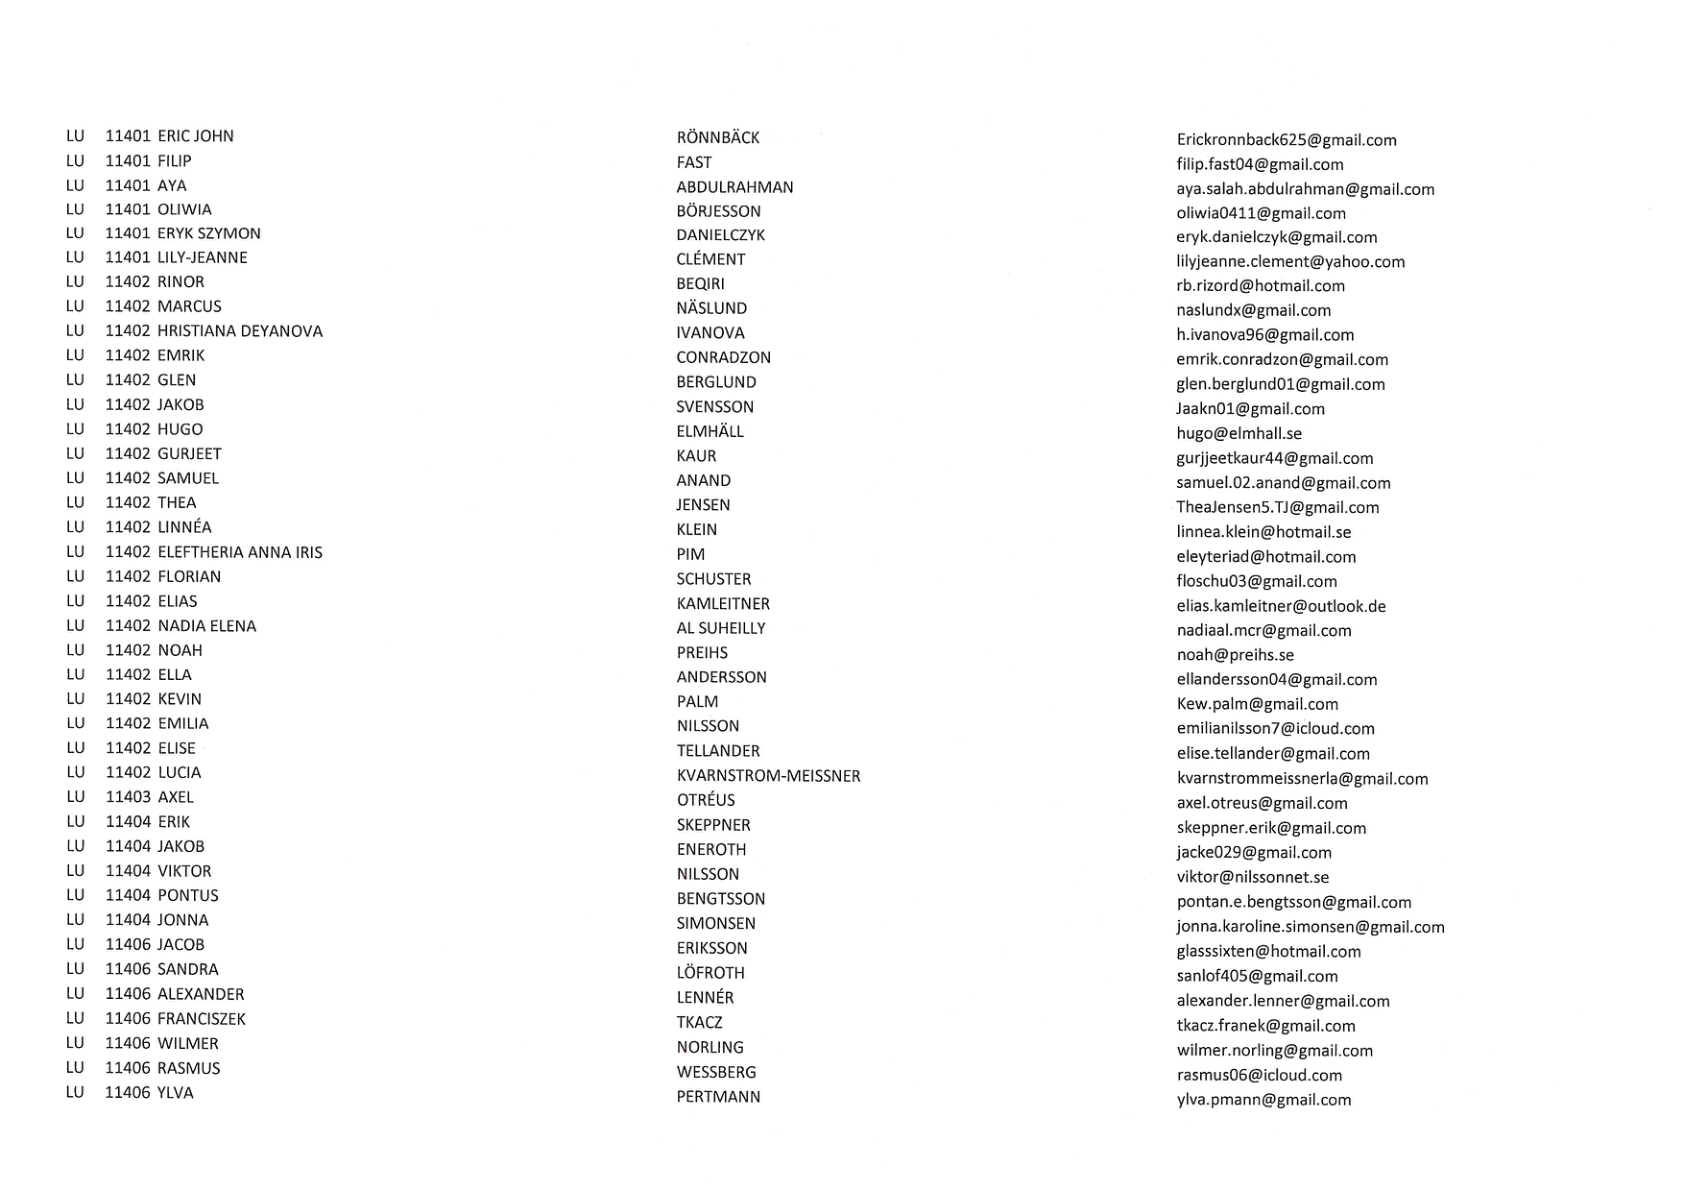 LU 11401 ERIC JOHN RÖNNBÄCK Erickronnback625@gmail.com
LU 11401 FILIP FAST filip.fast04@gmail.com
LU 11401 AYA ABDULRAHMAN aya.salah.abdulrahman@gmail.com
LU 11401 OLIWIA BÖRJESSON oliwia0411@gmail.com
LU 11401 ERYK SZYMON DANIELCZYK eryk.danielczyk@gmail.com
LU 11401 LILY-JEANNE CLÉMENT lilyjeanne.clement@yahoo.com
LU 11402 RINOR BEQIRI rb.rizord@hotmail.com
LU 11402 MARCUS NÄSLUND naslundx@gmail.com
LU 11402 HRISTIANA DEYANOVA IVANOVA h.ivanova96@gmail.com
LU 11402 EMRIK CONRADZON emrik.conradzon@gmail.com
LU 11402 GLEN BERGLUND glen.berglund01@gmail.com
LU 11402 JAKOB SVENSSON Jaakn01@gmail.com
LU 11402 HUGO ELMHÄLL hugo@elmhall.se
LU 11402 GURJEET KAUR gurjjeetkaur44@gmail.com
LU 11402 SAMUEL ANAND samuel.02.anand@gmail.com
LU 11402 THEA JENSEN TheaJensen5.TJ@gmail.com
LU 11402 LINNÉA KLEIN linnea.klein@hotmail.se
LU 11402 ELEFTHERIA ANNA IRIS PIM eleyteriad@hotmail.com
LU 11402 FLORIAN SCHUSTER floschu03@gmail.com
LU 11402 ELIAS KAMLEITNER elias.kamleitner@outlook.de
LU 11402 NADIA ELENA AL SUHEILLY nadiaal.mcr@gmail.com
LU 11402 NOAH PREIHS noah@preihs.se
LU 11402 ELLA ANDERSSON ellandersson04@gmail.com
LU 11402 KEVIN PALM Kew.palm@gmail.com
LU 11402 EMILIA NILSSON emilianilsson7@icloud.com
LU 11402 ELISE TELLANDER elise.tellander@gmail.com
LU 11402 LUCIA KVARNSTROM-MEISSNER kvarnstrommeissnerla@gmail.com
LU 11403 AXEL OTRÉUS axel.otreus@gmail.com
LU 11404 ERIK SKEPPNER skeppner.erik@gmail.com
LU 11404 JAKOB ENEROTH jacke029@gmail.com
LU 11404 VIKTOR NILSSON viktor@nilssonnet.se
LU 11404 PONTUS BENGTSSON pontan.e.bengtsson@gmail.com
LU 11404 JONNA SIMONSEN jonna.karoline.simonsen@gmail.com
LU 11406 JACOB ERIKSSON glasssixten@hotmail.com
LU 11406 SANDRA LÖFROTH sanlof405@gmail.com
LU 11406 ALEXANDER LENNÉR alexander.lenner@gmail.com
LU 11406 FRANCISZEK TKACZ tkacz.franek@gmail.com
LU 11406 WILMER NORLING wilmer.norling@gmail.com
LU 11406 RASMUS WESSBERG rasmus06@icloud.com
LU 11406 YLVA PERTMANN ylva.pmann@gmail.com